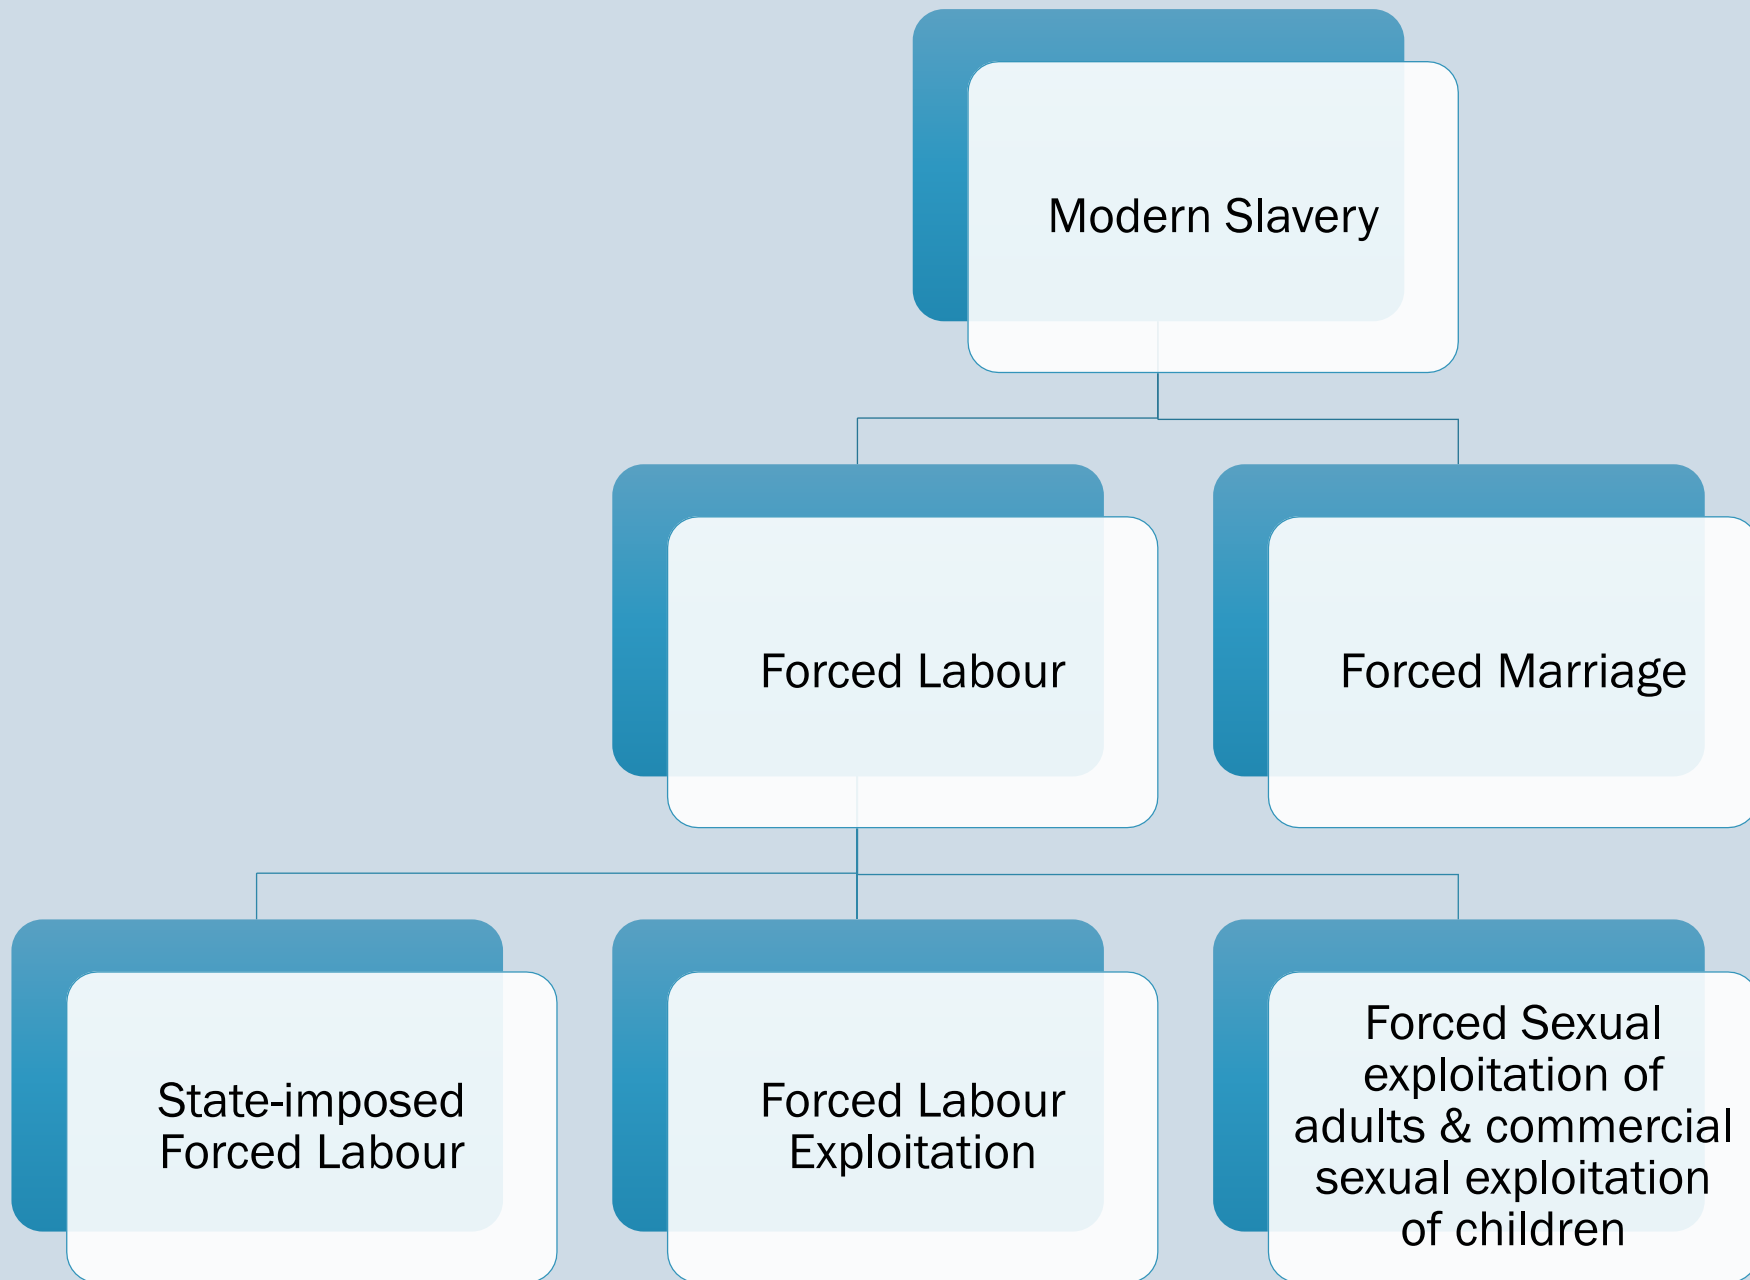 Modern Slavery
Forced Labour
Forced Marriage
State-imposed
Forced Labour
Forced Labour
Exploitation
Forced Sexual
exploitation of
adults & commercial
sexual exploitation
of children